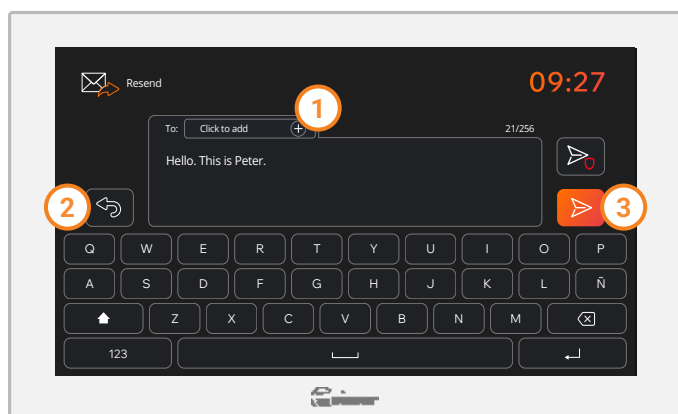 Resend
09:27
1
To: Click to add
21/256
Hello. This is Peter.
2
3
Q W E R T Y U I O P
A S D F G H J K L Ñ
Z X C V B N M
123